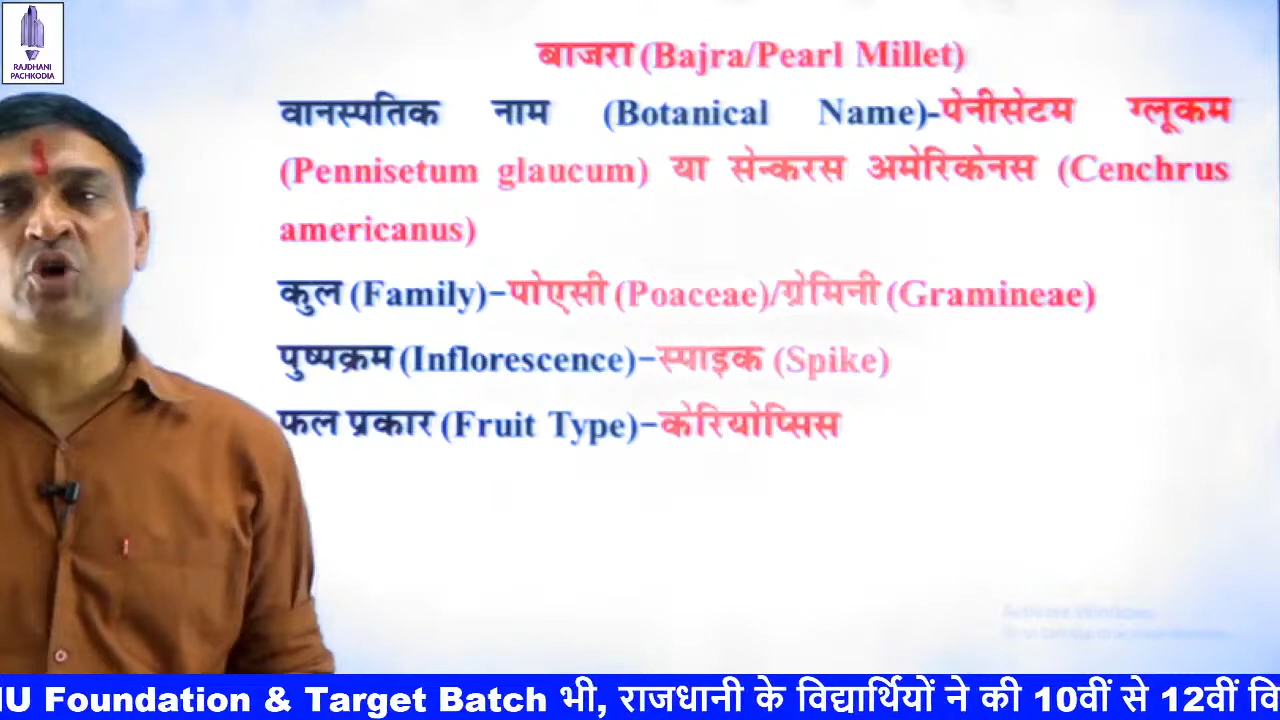 RAJDHANI
PACHKODIA
बाजरा (Bajra/Pearl Millet)
वानस्पतिक नाम (Botanical Name)-पेनीसेटम ग्लूकम
(Pennisetum glaucum) या सेन्करस अमेरिकेनस (Cenchrus
americanus)
कुल (Family)-पोएसी (Poaceae)/ग्रेमिनी (Gramineae)
पुष्पक्रम (Inflorescence)-स्पाइक (Spike)
फल प्रकार (Fruit Type)-केरियोप्सिस
Activate Windows
Foundation & Target Batch भी, राजधानी के विद्यार्थियों ने की 10वीं से 12वीं